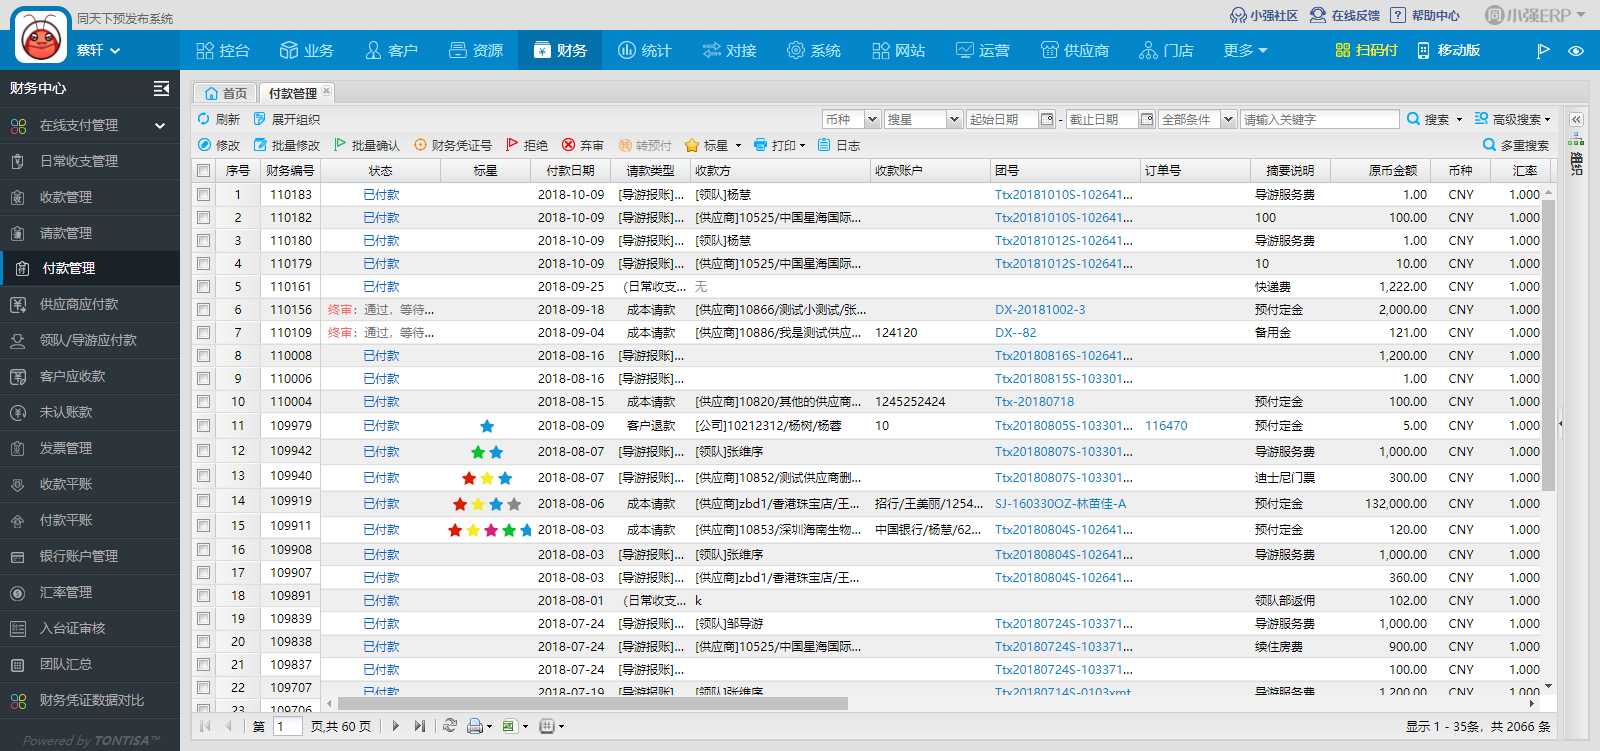 同天下预发布系统
小强社区 在线反馈 帮助中心 同小强ERP
蔡轩
控台 业务 客户 资源 财务 统计 对接 系统 网站 运营 供应商 门店 更多 扫码付 移动版
财务中心
在线支付管理
日常收支管理
收款管理
请款管理
付款管理
供应商应付款
领队/导游应付款
客户应收款
未认账款
发票管理
收款平账
付款平账
银行账户管理
汇率管理
入台证审核
团队汇总
财务凭证数据对比
Powered by TONTISA™
首页 付款管理
刷新 展开组织 币种 搜星 起始日期 - 截止日期 全部条件 请输入关键字 搜索 高级搜索
修改 批量修改 批量确认 财务凭证号 拒绝 弃审 转预付 标星 打印 日志 多重搜索
组织
序号 财务编号 状态 标星 付款日期 请款类型 收款方 收款账户 团号 订单号 摘要说明 原币金额 币种 汇率
1 110183 已付款 2018-10-09 [导游报账]... [领队]杨慧 Ttx20181010S-102641... 导游服务费 1.00 CNY 1.000
2 110182 已付款 2018-10-09 [导游报账]... [供应商]10525/中国星海国际... Ttx20181010S-102641... 100 100.00 CNY 1.000
3 110180 已付款 2018-10-09 [导游报账]... [领队]杨慧 Ttx20181012S-102641... 导游服务费 1.00 CNY 1.000
4 110179 已付款 2018-10-09 [导游报账]... [供应商]10525/中国星海国际... Ttx20181012S-102641... 10 10.00 CNY 1.000
5 110161 已付款 2018-09-25 (日常收支... 无 快递费 1,222.00 CNY 1.000
6 110156 终审：通过，等待... 2018-09-18 成本请款 [供应商]10866/测试小测试/张... DX-20181002-3 预付定金 2,000.00 CNY 1.000
7 110109 终审：通过，等待... 2018-09-04 成本请款 [供应商]10886/我是测试供应... 124120 DX--82 备用金 121.00 CNY 1.000
8 110008 已付款 2018-08-16 [导游报账]... Ttx20180816S-102641... 1,200.00 CNY 1.000
9 110006 已付款 2018-08-16 [导游报账]... Ttx20180815S-103301... 1.00 CNY 1.000
10 110004 已付款 2018-08-15 成本请款 [供应商]10820/其他的供应商... 1245252424 Ttx-20180718 预付定金 100.00 CNY 1.000
11 109979 已付款 2018-08-09 客户退款 [公司]10212312/杨树/杨蓉 10 Ttx20180805S-103301... 116470 预付定金 5.00 CNY 1.000
12 109942 已付款 2018-08-07 [导游报账]... [领队]张维序 Ttx20180807S-103301... 导游服务费 1,000.00 CNY 1.000
13 109940 已付款 2018-08-07 [导游报账]... [供应商]10852/测试供应商删... Ttx20180807S-103301... 迪士尼门票 300.00 CNY 1.000
14 109919 已付款 2018-08-06 成本请款 [供应商]zbd1/香港珠宝店/王... 招行/王美丽/1254... SJ-160330OZ-林苗佳-A 预付定金 132,000.00 CNY 1.000
15 109911 已付款 2018-08-03 成本请款 [供应商]10853/深圳海南生物... 中国银行/杨慧/62... Ttx20180804S-102641... 预付定金 120.00 CNY 1.000
16 109908 已付款 2018-08-03 [导游报账]... [领队]张维序 Ttx20180804S-102641... 导游服务费 1,000.00 CNY 1.000
17 109907 已付款 2018-08-03 [导游报账]... [供应商]zbd1/香港珠宝店/王... Ttx20180804S-102641... 360.00 CNY 1.000
18 109891 已付款 2018-08-01 (日常收支... k 领队部返佣 102.00 CNY 1.000
19 109839 已付款 2018-07-24 [导游报账]... [领队]邹导游 Ttx20180724S-103371... 导游服务费 1,000.00 CNY 1.000
20 109838 已付款 2018-07-24 [导游报账]... [供应商]10525/中国星海国际... Ttx20180724S-103371... 续住房费 900.00 CNY 1.000
21 109837 已付款 2018-07-24 [导游报账]... Ttx20180724S-103371... 100.00 CNY 1.000
22 109707 已付款 2018-07-19 [导游报账]... [领队]张维序 Ttx20180714S-0103xmt 导游服务费 1,200.00 CNY 1.000
23 109706
第 1 页,共 60 页 显示 1 - 35条，共 2066 条